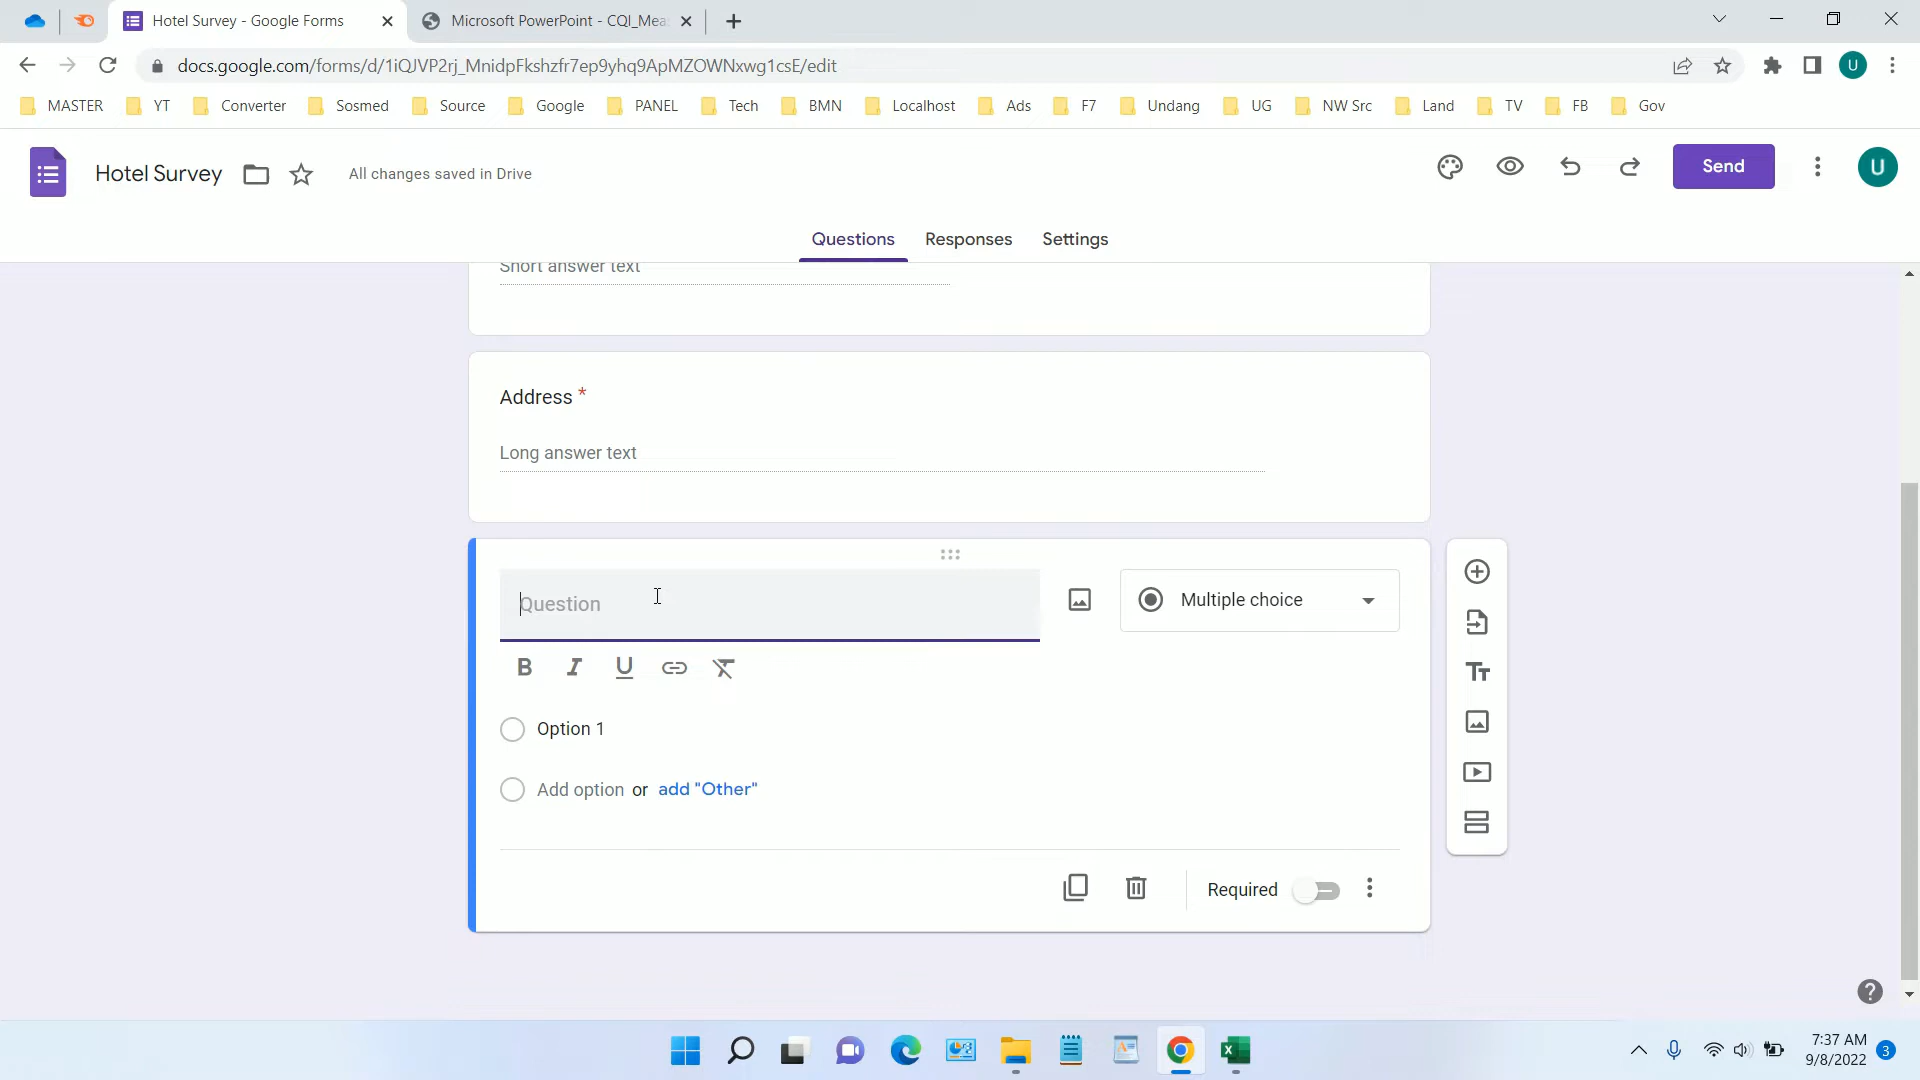 Hotel Survey - Google Forms
Microsoft PowerPoint - CQI_Mea
docs.google.com/forms/d/1iQJVP2rj_MnidpFkshzfr7ep9yhq9ApMZOWNxwg1csE/edit
U
MASTER YT Converter Sosmed Source Google PANEL Tech BMN Localhost Ads F7 Undang UG NW Src Land TV FB Gov
Hotel Survey
All changes saved in Drive
Send
U
Questions Responses Settings
Short answer text
Address *
Long answer text
Question
Multiple choice
B I U
Option 1
Add option or add "Other"
Required
7:37 AM
9/8/2022
3